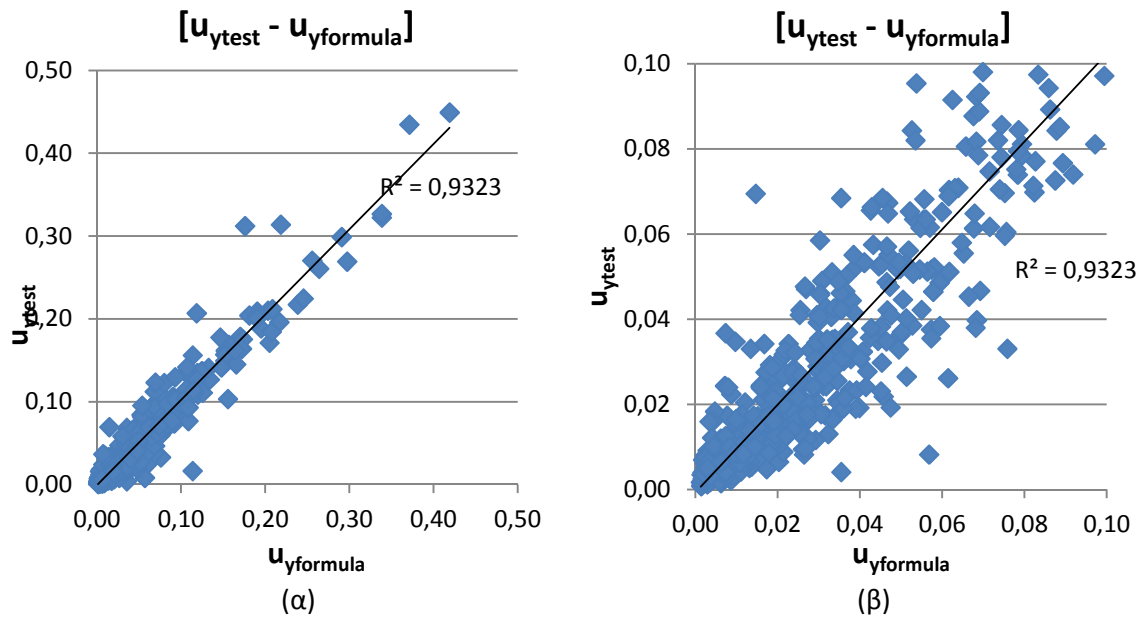 [uytest - uyformula]
0,50
0,40
0,30
0,20
0,10
0,00
uytest
R² = 0,9323
0,00 0,10 0,20 0,30 0,40 0,50
uyformula
(α)
[uytest - uyformula]
0,10
0,08
0,06
0,04
0,02
0,00
uytest
R² = 0,9323
0,00 0,02 0,04 0,06 0,08 0,10
uyformula
(β)